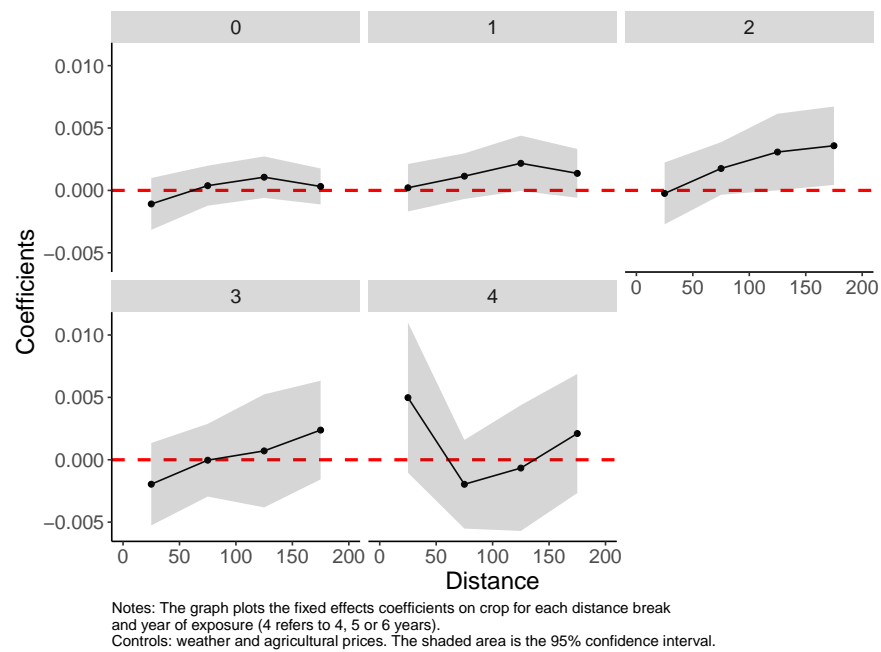 0 1 2
0.010
0.005
0.000
−0.005
0 50 100 150 200
3 4
0.010
0.005
0.000
−0.005
0 50 100 150 200 0 50 100 150 200
Coefficients
Distance
Notes: The graph plots the fixed effects coefficients on crop for each distance break
and year of exposure (4 refers to 4, 5 or 6 years).
Controls: weather and agricultural prices. The shaded area is the 95% confidence interval.